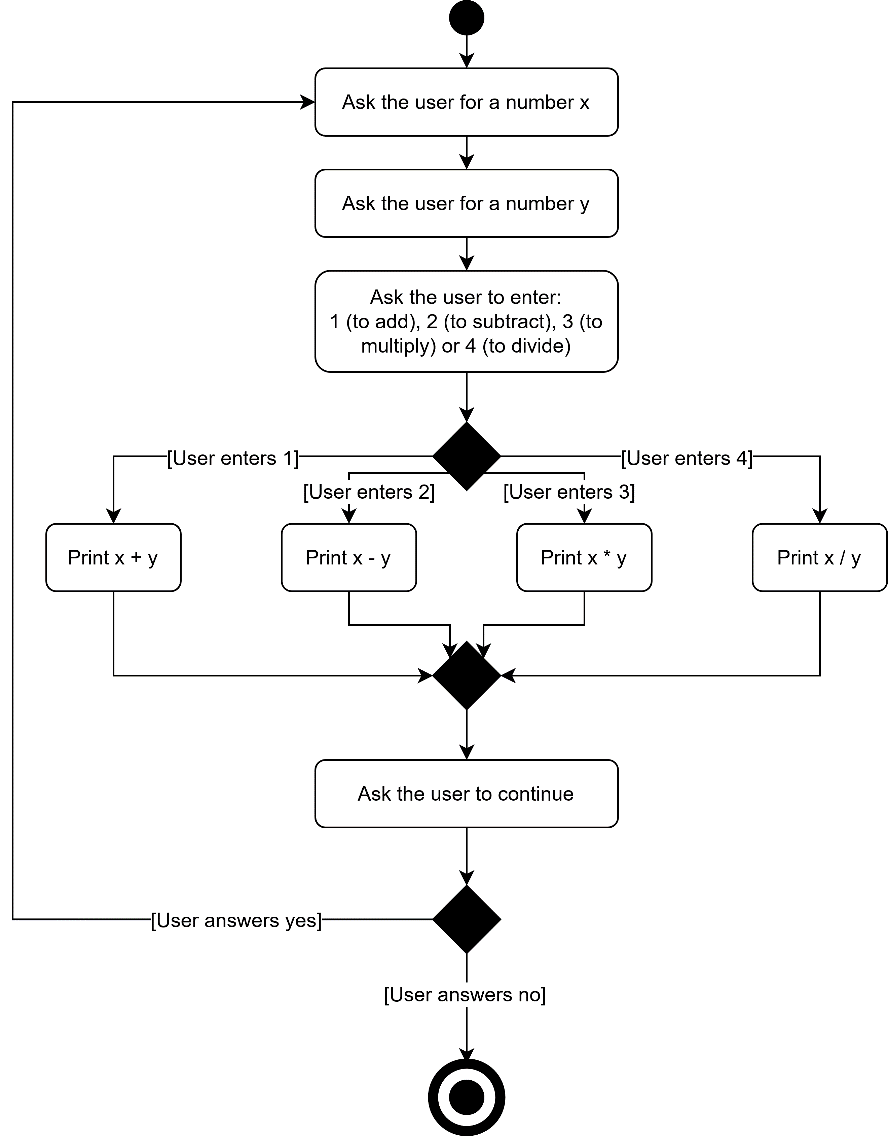 Ask the user for a number x
Ask the user for a number y
Ask the user to enter:
1 (to add), 2 (to subtract), 3 (to
multiply) or 4 (to divide)
[User enters 1]
[User enters 4]
[User enters 2]
[User enters 3]
Print x + y
Print x - y
Print x * y
Print x / y
Ask the user to continue
[User answers yes]
[User answers no]